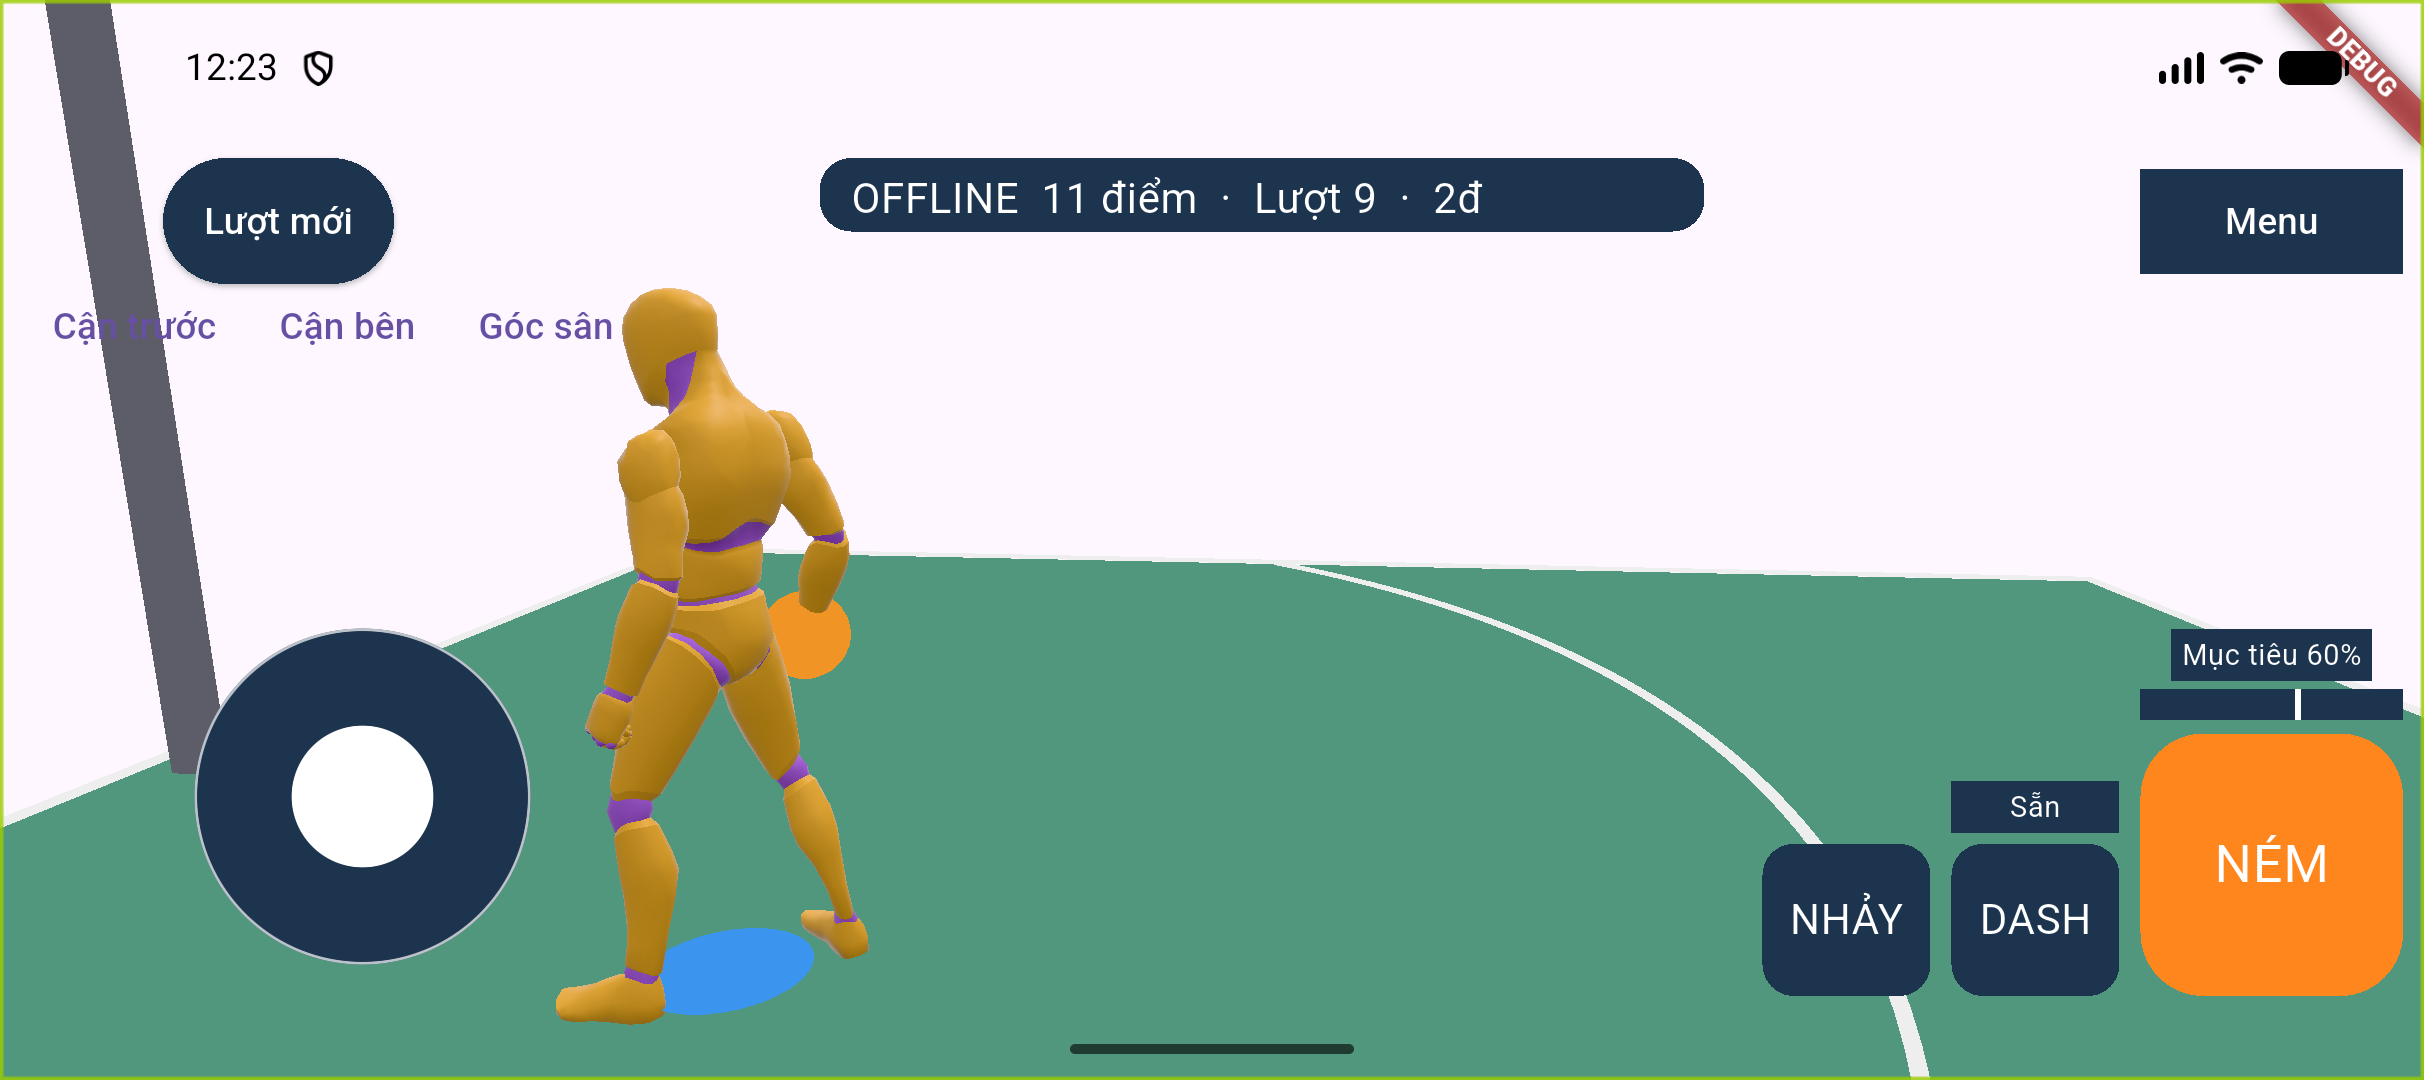 12:23
DEBUG
Lượt mới
OFFLINE 11 điểm · Lượt 9 · 2đ
Menu
Cận trước Cận bên Góc sân
Mục tiêu 60%
Sẵn
NHẢY
DASH
NÉM